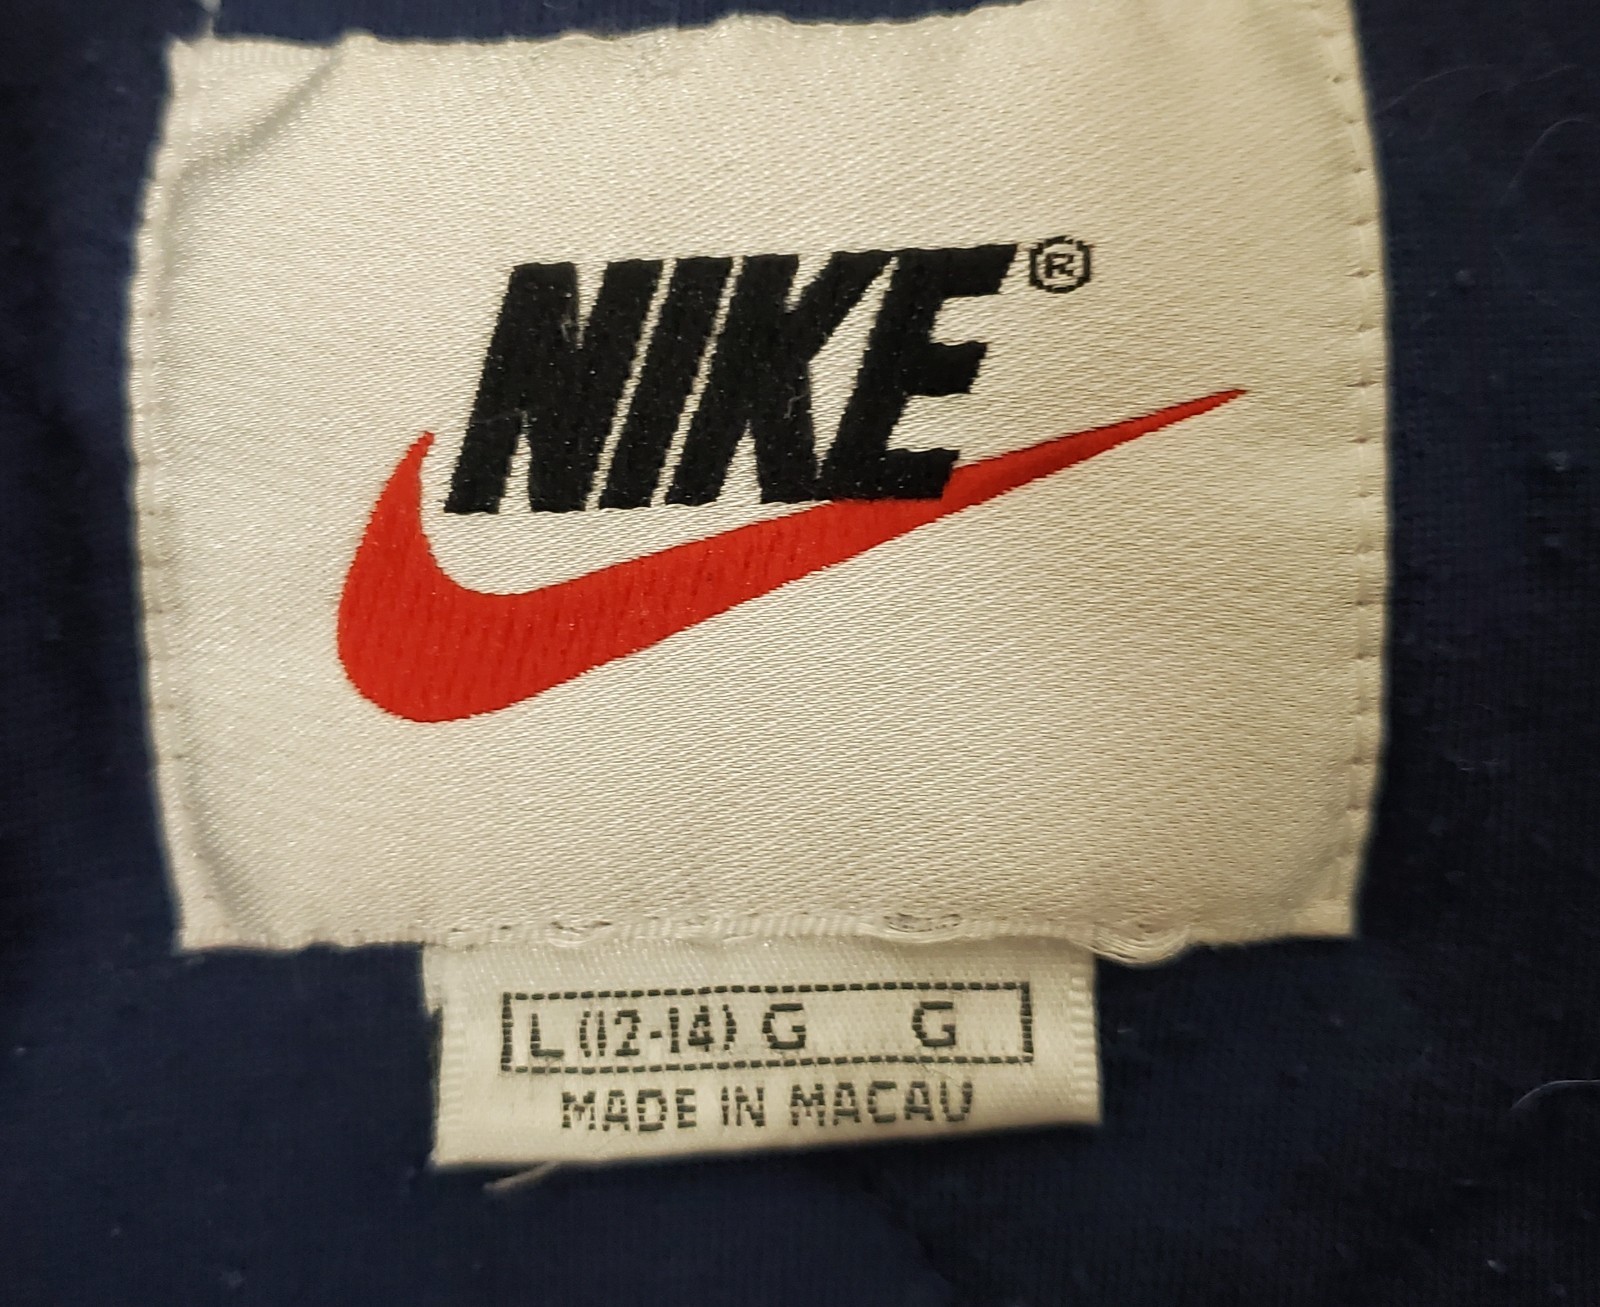 NIKE®
L (12-14) G G
MADE IN MACAU